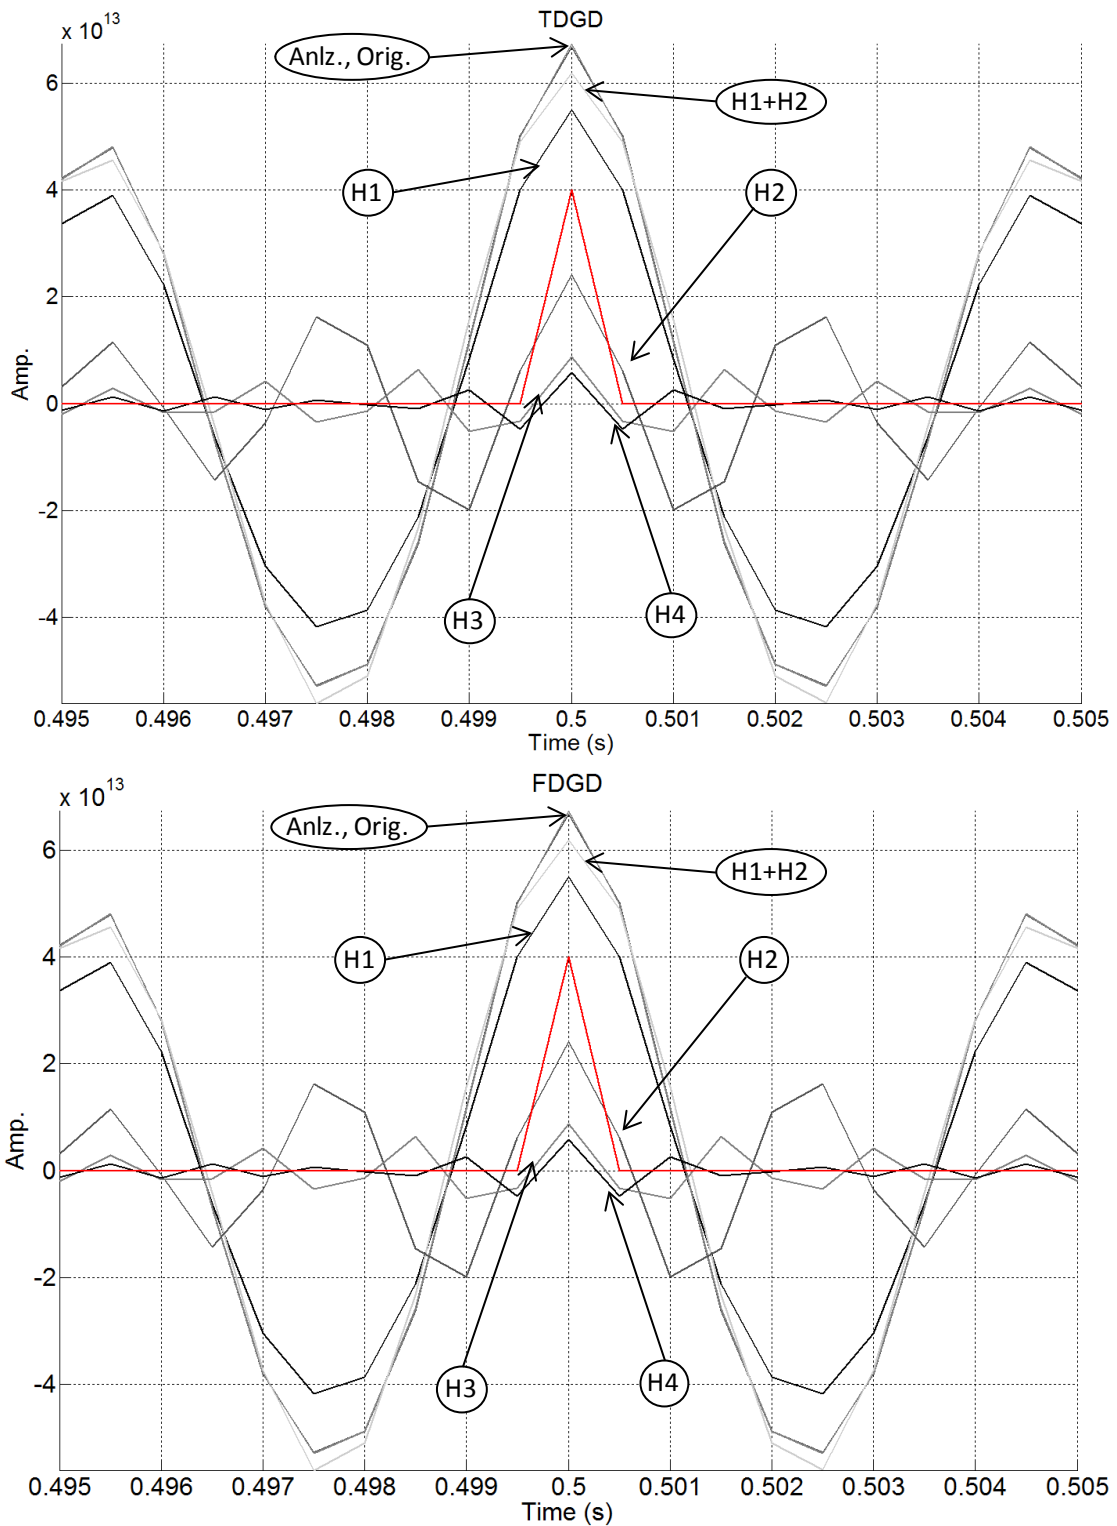 TDGD
x 10^13
Anlz., Orig.
H1+H2
H1
H2
H3
H4
6
4
2
0
-2
-4
Amp.
0.495 0.496 0.497 0.498 0.499 0.5 0.501 0.502 0.503 0.504 0.505
Time (s)
FDGD
x 10^13
Anlz., Orig.
H1+H2
H1
H2
H3
H4
6
4
2
0
-2
-4
Amp.
0.495 0.496 0.497 0.498 0.499 0.5 0.501 0.502 0.503 0.504 0.505
Time (s)